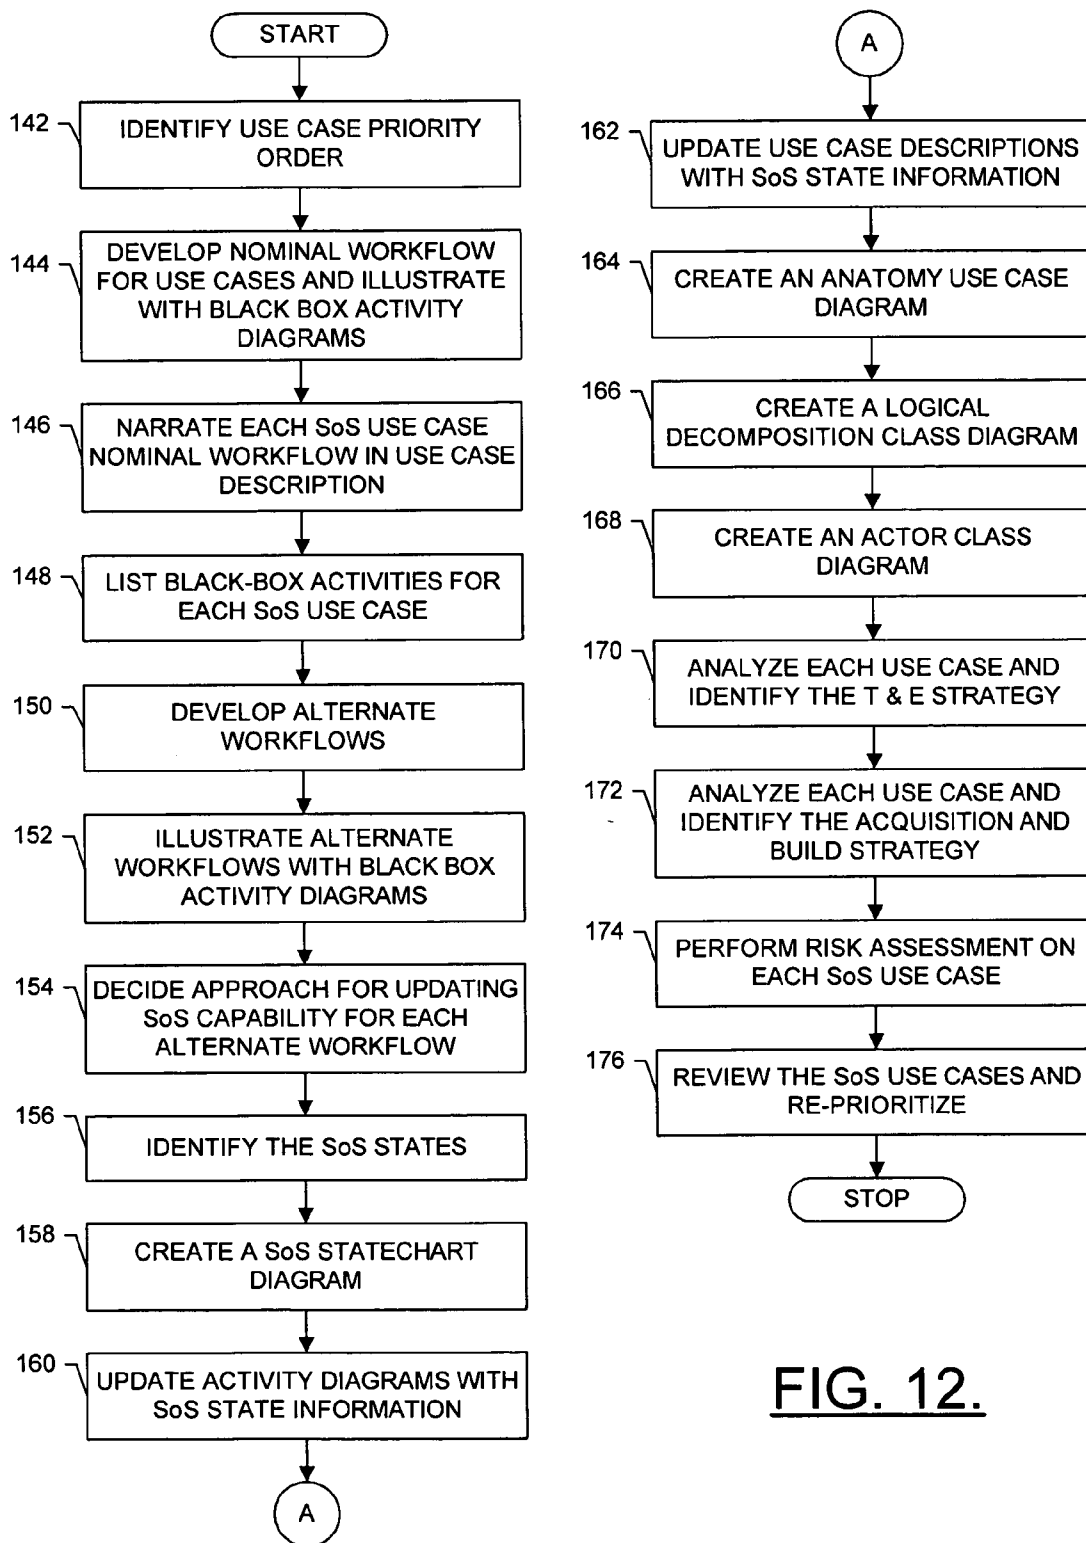 START
142
IDENTIFY USE CASE PRIORITY
ORDER
144
DEVELOP NOMINAL WORKFLOW
FOR USE CASES AND ILLUSTRATE
WITH BLACK BOX ACTIVITY
DIAGRAMS
146
NARRATE EACH SoS USE CASE
NOMINAL WORKFLOW IN USE CASE
DESCRIPTION
148
LIST BLACK-BOX ACTIVITIES FOR
EACH SoS USE CASE
150
DEVELOP ALTERNATE
WORKFLOWS
152
ILLUSTRATE ALTERNATE
WORKFLOWS WITH BLACK BOX
ACTIVITY DIAGRAMS
154
DECIDE APPROACH FOR UPDATING
SoS CAPABILITY FOR EACH
ALTERNATE WORKFLOW
156
IDENTIFY THE SoS STATES
158
CREATE A SoS STATECHART
DIAGRAM
160
UPDATE ACTIVITY DIAGRAMS WITH
SoS STATE INFORMATION
A
A
162
UPDATE USE CASE DESCRIPTIONS
WITH SoS STATE INFORMATION
164
CREATE AN ANATOMY USE CASE
DIAGRAM
166
CREATE A LOGICAL
DECOMPOSITION CLASS DIAGRAM
168
CREATE AN ACTOR CLASS
DIAGRAM
170
ANALYZE EACH USE CASE AND
IDENTIFY THE T & E STRATEGY
172
ANALYZE EACH USE CASE AND
IDENTIFY THE ACQUISITION AND
BUILD STRATEGY
174
PERFORM RISK ASSESSMENT ON
EACH SoS USE CASE
176
REVIEW THE SoS USE CASES AND
RE-PRIORITIZE
STOP
FIG. 12.